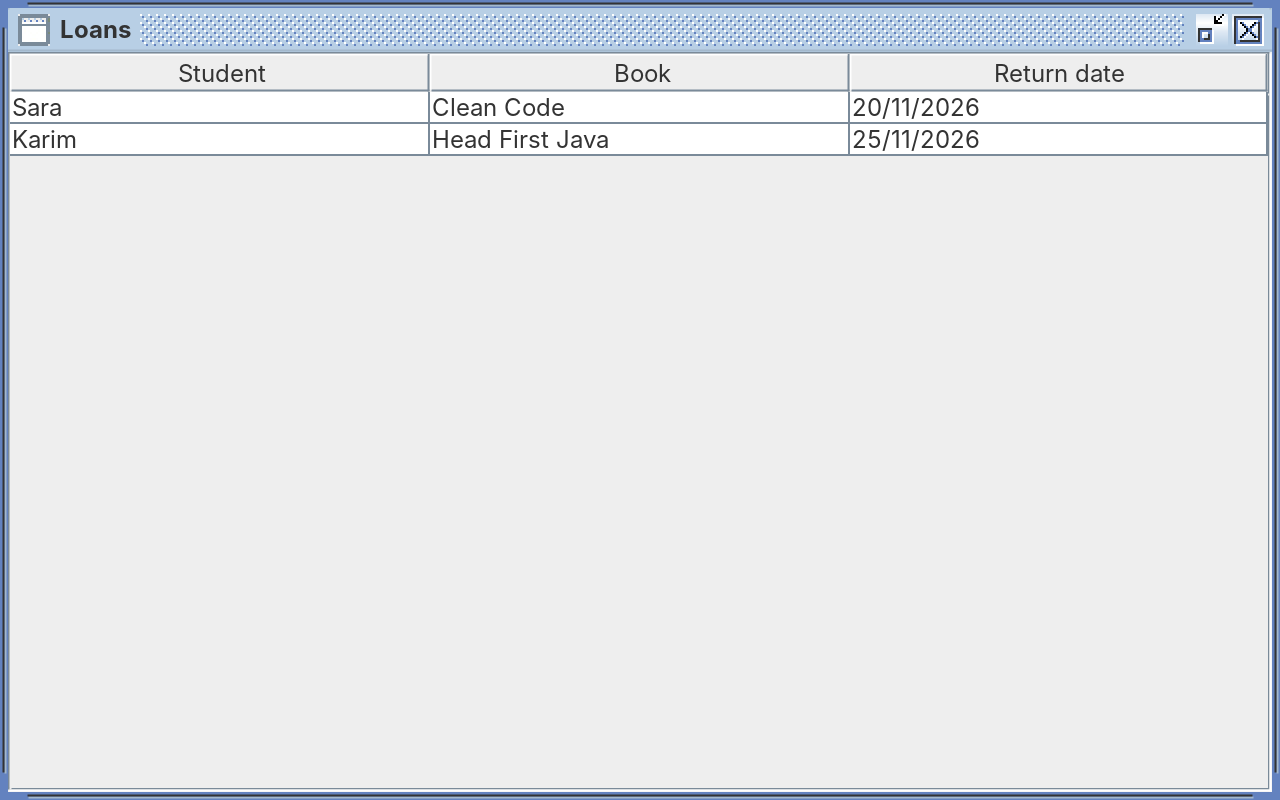 Loans
Student Book Return date
Sara Clean Code 20/11/2026
Karim Head First Java 25/11/2026